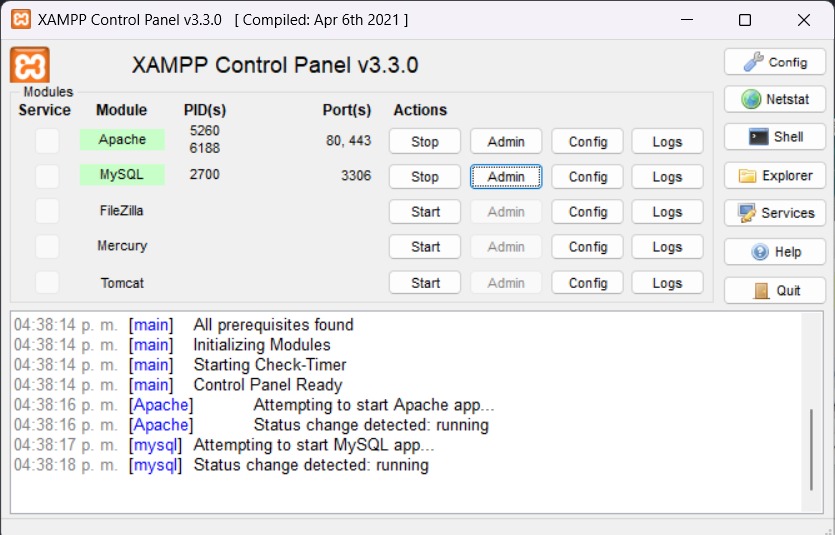 XAMPP Control Panel v3.3.0   [ Compiled: Apr 6th 2021 ]
XAMPP Control Panel v3.3.0
Config
Modules
Service Module PID(s) Port(s) Actions
Netstat
Apache 5260 80, 443 Stop Admin Config Logs
6188
Shell
MySQL 2700 3306 Stop Admin Config Logs
Explorer
FileZilla Start Admin Config Logs
Services
Mercury Start Admin Config Logs
Help
Tomcat Start Admin Config Logs
Quit
04:38:14 p. m. [main] All prerequisites found
04:38:14 p. m. [main] Initializing Modules
04:38:14 p. m. [main] Starting Check-Timer
04:38:14 p. m. [main] Control Panel Ready
04:38:16 p. m. [Apache] Attempting to start Apache app...
04:38:16 p. m. [Apache] Status change detected: running
04:38:17 p. m. [mysql] Attempting to start MySQL app...
04:38:18 p. m. [mysql] Status change detected: running